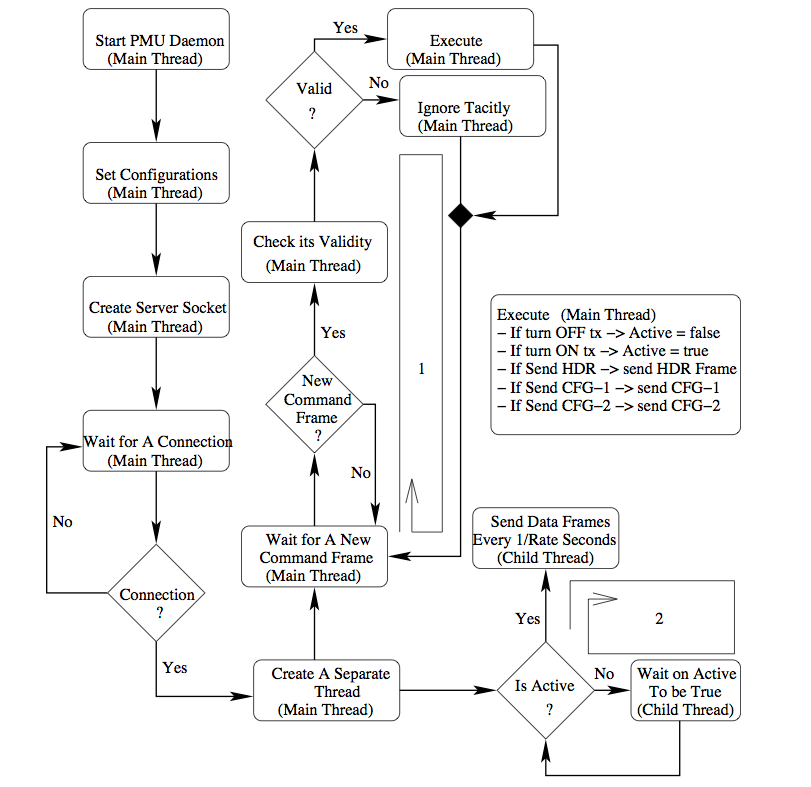 Start PMU Daemon
(Main Thread)
Set Configurations
(Main Thread)
Create Server Socket
(Main Thread)
Wait for A Connection
(Main Thread)
No
Connection
?
Yes
Create A Separate
Thread
(Main Thread)
Wait for A New
Command Frame
(Main Thread)
No
New
Command
Frame
?
Yes
Check its Validity
(Main Thread)
Valid
?
Yes
No
Execute
(Main Thread)
Ignore Tacitly
(Main Thread)
1
Execute (Main Thread)
– If turn OFF tx –> Active = false
– If turn ON tx –> Active = true
– If Send HDR –> send HDR Frame
– If Send CFG–1 –> send CFG–1
– If Send CFG–2 –> send CFG–2
Send Data Frames
Every 1/Rate Seconds
(Child Thread)
Yes
2
Is Active
?
No
Wait on Active
To be True
(Child Thread)